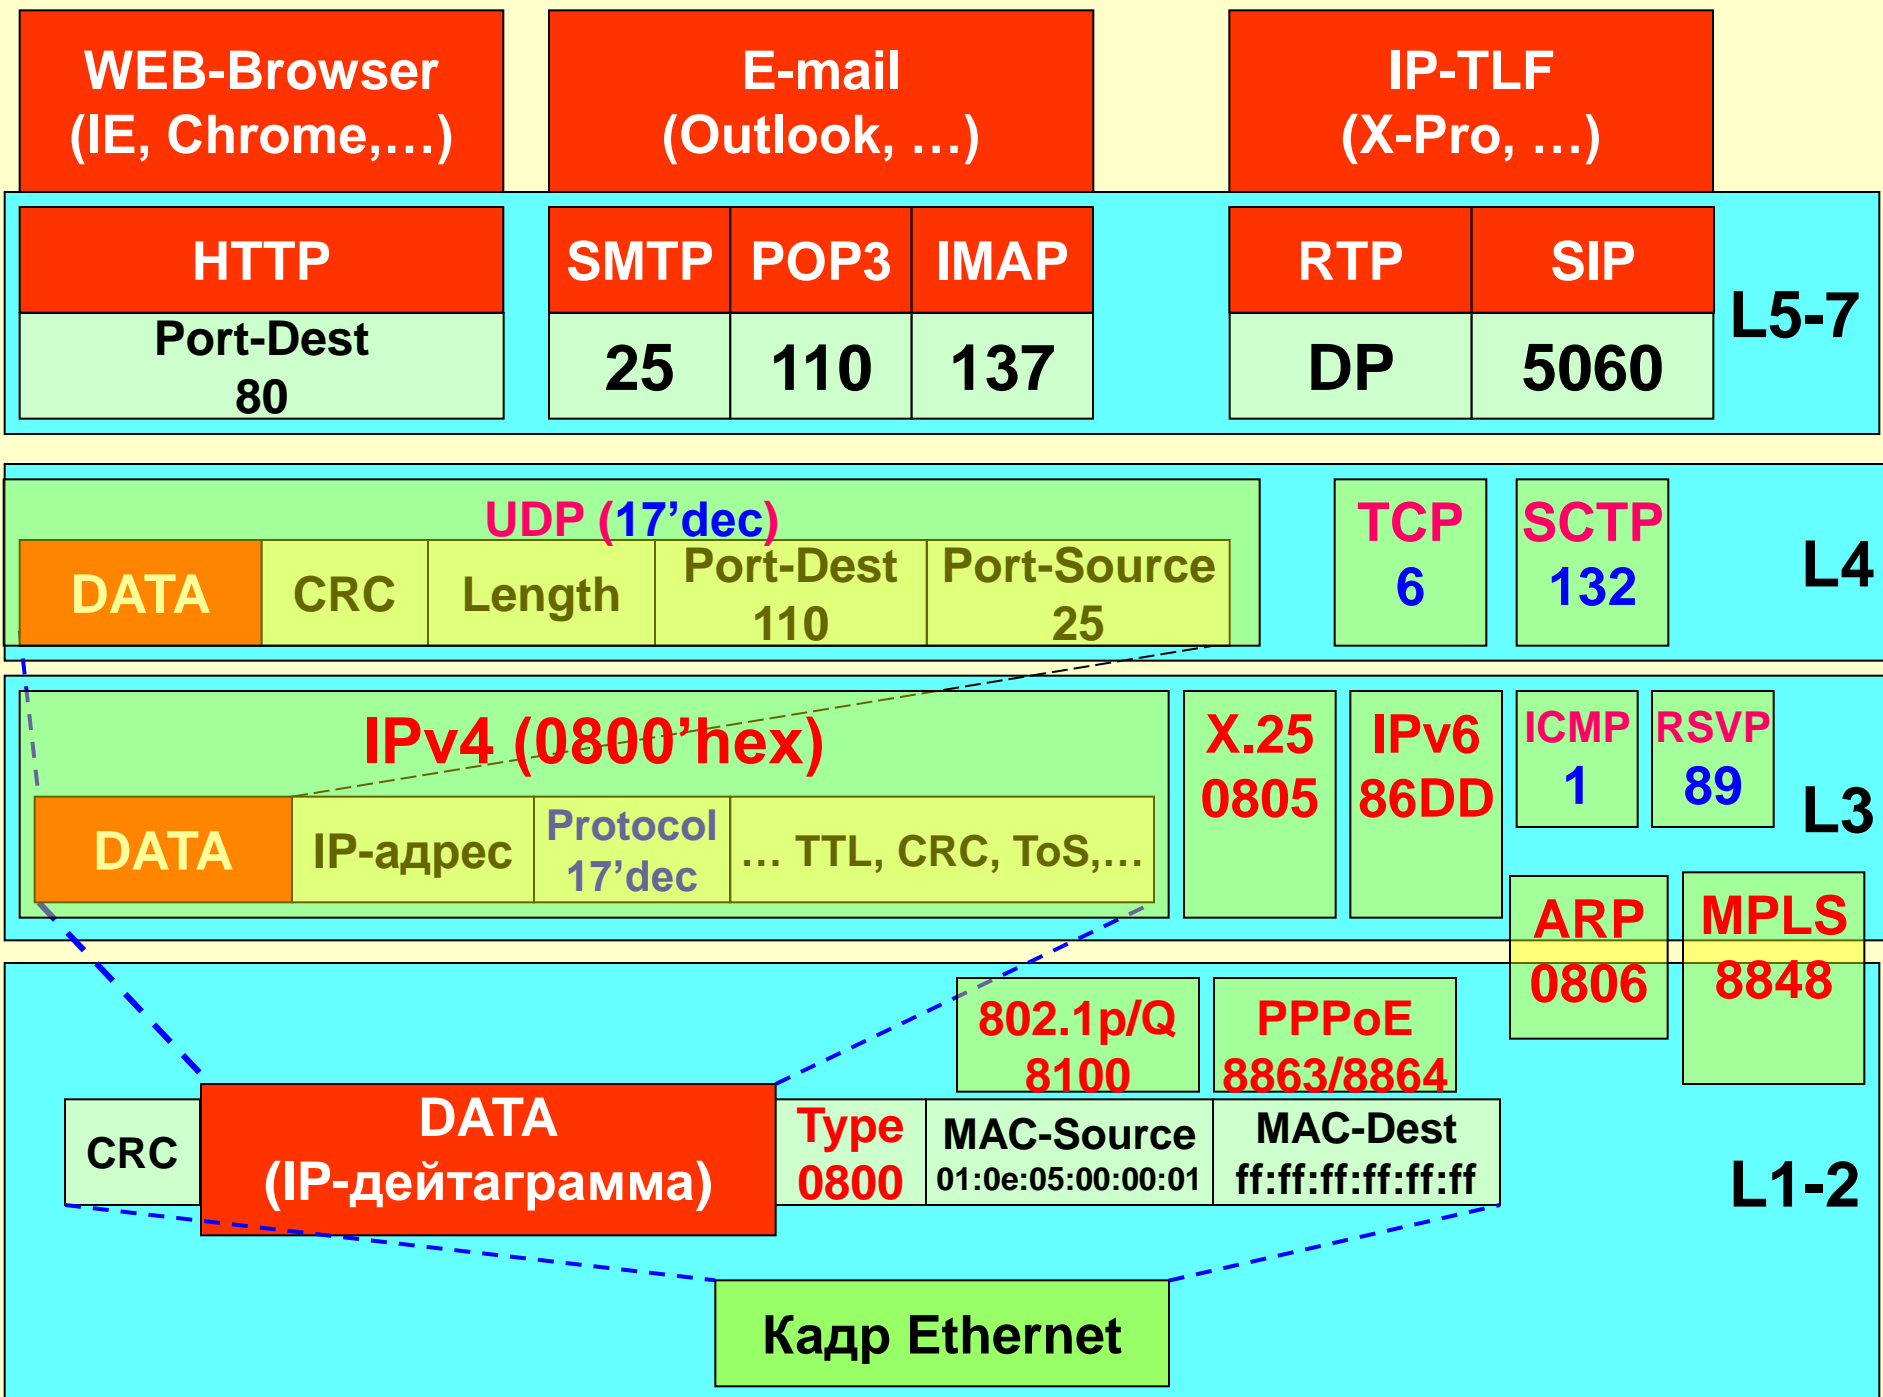 WEB-Browser
(IE, Chrome,…)
E-mail
(Outlook, …)
IP-TLF
(X-Pro, …)
HTTP
SMTP
POP3
IMAP
RTP
SIP
L5-7
Port-Dest
80
25
110
137
DP
5060
UDP (17’dec)
DATA
CRC
Length
Port-Dest
110
Port-Source
25
TCP
6
SCTP
132
L4
IPv4 (0800’hex)
DATA
IP-адрес
Protocol
17’dec
… TTL, CRC, ToS,…
X.25
0805
IPv6
86DD
ICMP
1
RSVP
89
L3
ARP
0806
MPLS
8848
802.1p/Q
8100
PPPoE
8863/8864
CRC
DATA
(IP-дейтаграмма)
Type
0800
MAC-Source
01:0e:05:00:00:01
MAC-Dest
ff:ff:ff:ff:ff:ff
L1-2
Кадр Ethernet